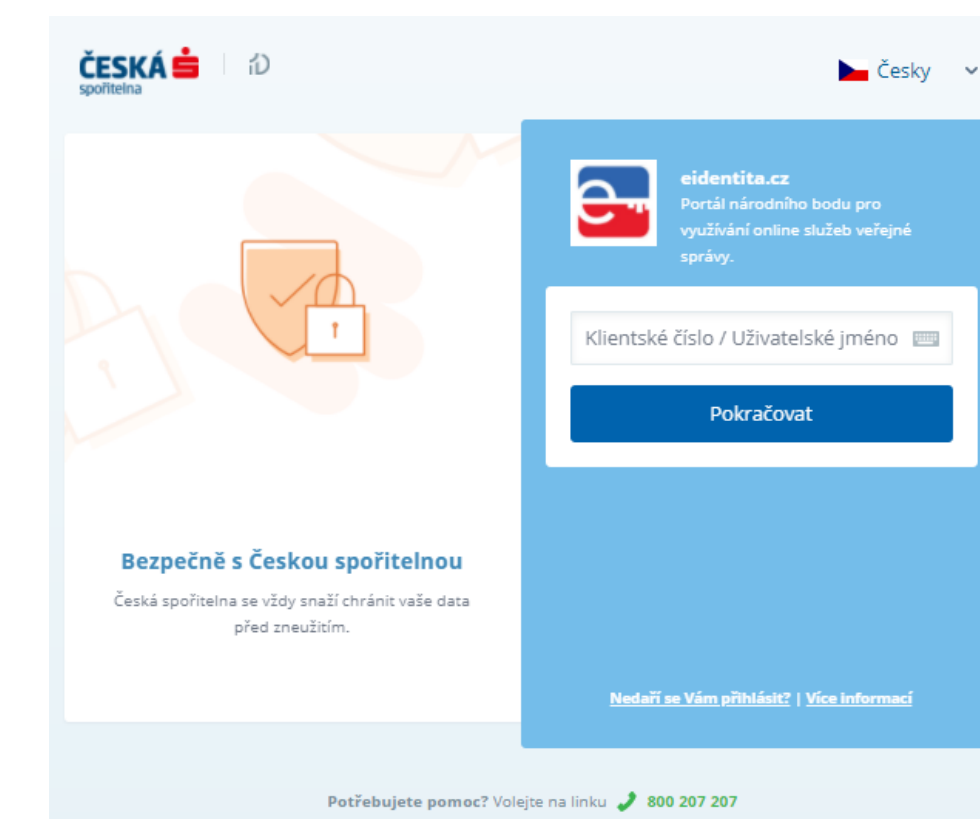 ČESKÁ
spořitelna
Česky
eidentita.cz
Portál národního bodu pro
využívání online služeb veřejné
správy.
Klientské číslo / Uživatelské jméno
Pokračovat
Bezpečně s Českou spořitelnou
Česká spořitelna se vždy snaží chránit vaše data
před zneužitím.
Nedaří se Vám přihlásit? | Více informací
Potřebujete pomoc? Volejte na linku 800 207 207